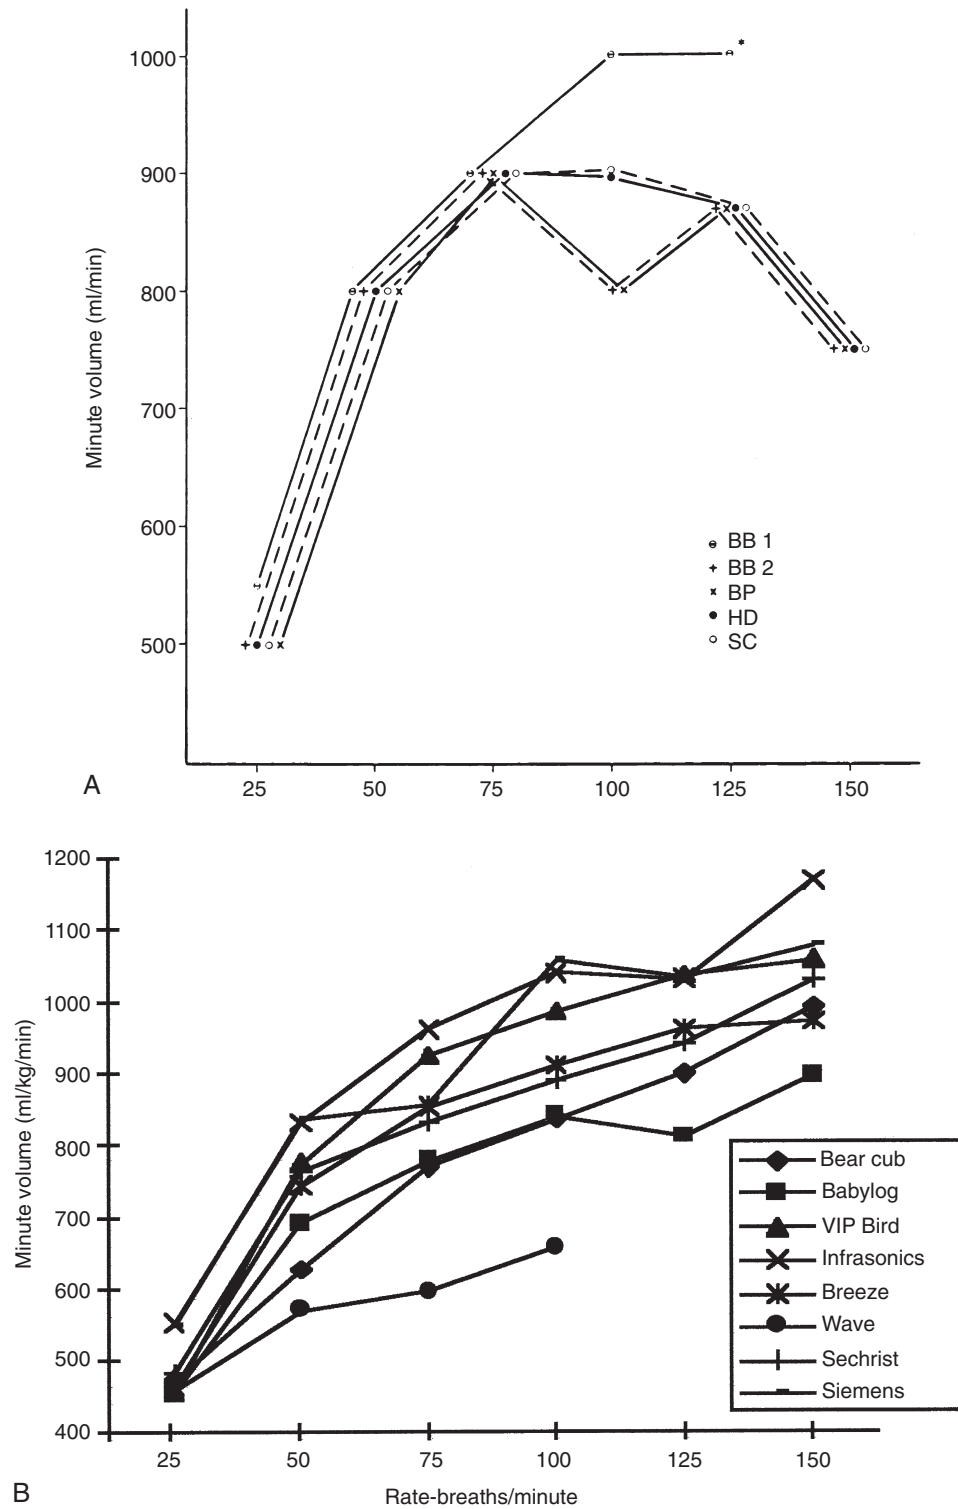 1000
*
900
800
Minute volume (ml/min)
700
600
500
BB 1
BB 2
BP
HD
SC
A
25 50 75 100 125 150
1200
1100
1000
900
800
Minute volume (ml/kg/min)
700
600
500
400
Bear cub
Babylog
VIP Bird
Infrasonics
Breeze
Wave
Sechrist
Siemens
25 50 75 100 125 150
B
Rate-breaths/minute